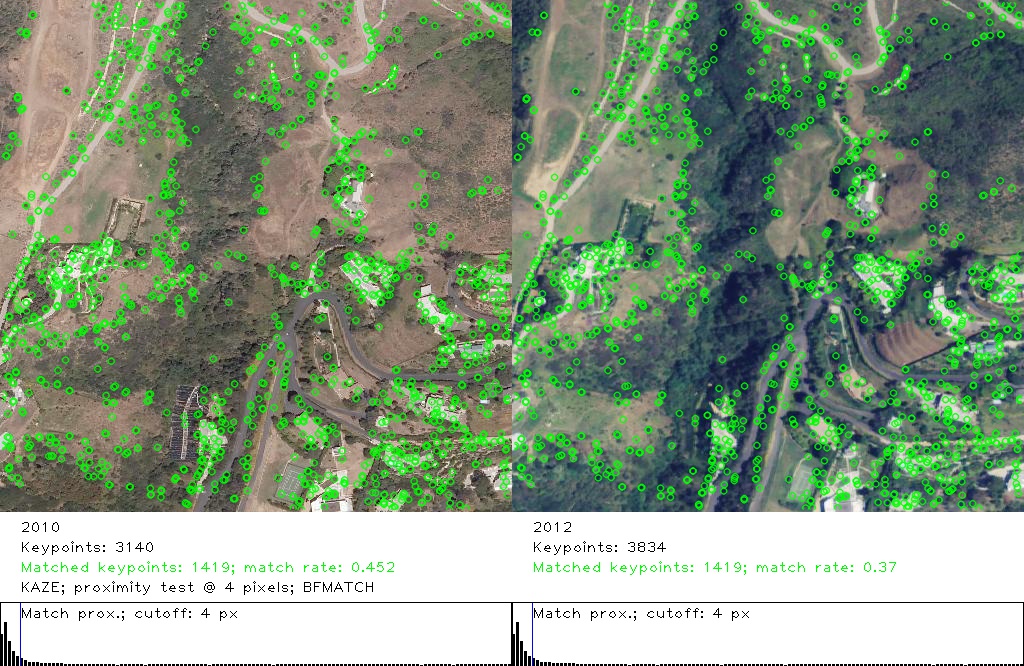 2010
Keypoints: 3140
Matched keypoints: 1419; match rate: 0.452
KAZE; proximity test @ 4 pixels; BFMATCH
Match prox.; cutoff: 4 px
2012
Keypoints: 3834
Matched keypoints: 1419; match rate: 0.37
Match prox.; cutoff: 4 px